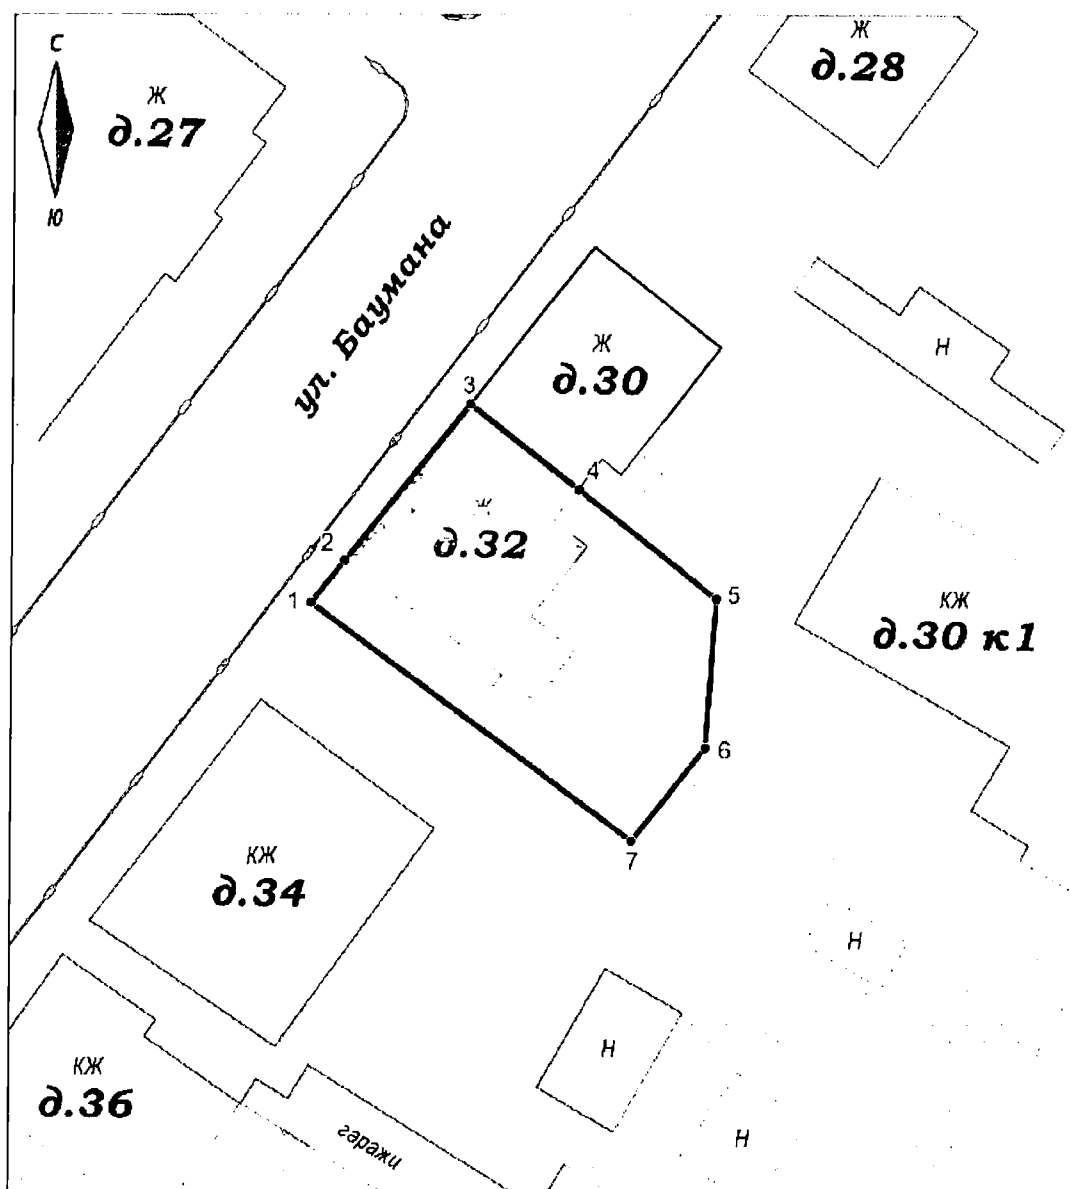 С
Ю
Ж
д.27
Ж
д.28
ул. Баумана
Ж
д.30
Н
3
4
Ж
д.32
2
1
5
КЖ
д.30 к1
6
7
КЖ
д.34
Н
Н
КЖ
д.36
гаражи
Н